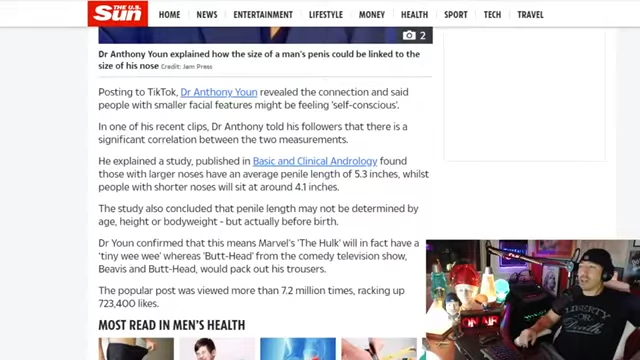 THE U.S. Sun
HOME NEWS ENTERTAINMENT LIFESTYLE MONEY HEALTH SPORT TECH TRAVEL
2
Dr Anthony Youn explained how the size of a man's penis could be linked to the
size of his nose Credit: Jam Press
Posting to TikTok, Dr Anthony Youn revealed the connection and said
people with smaller facial features might be feeling 'self-conscious'.
In one of his recent clips, Dr Anthony told his followers that there is a
significant correlation between the two measurements.
He explained a study, published in Basic and Clinical Andrology found
those with larger noses have an average penile length of 5.3 inches, whilst
people with shorter noses will sit at around 4.1 inches.
The study also concluded that penile length may not be determined by
age, height or bodyweight - but actually before birth.
Dr Youn confirmed that this means Marvel's 'The Hulk' will in fact have a
'tiny wee wee' whereas 'Butt-Head' from the comedy television show,
Beavis and Butt-Head, would pack out his trousers.
The popular post was viewed more than 7.2 million times, racking up
723,400 likes.
MOST READ IN MEN'S HEALTH
ON AIR
LIBERTY
OR
Death